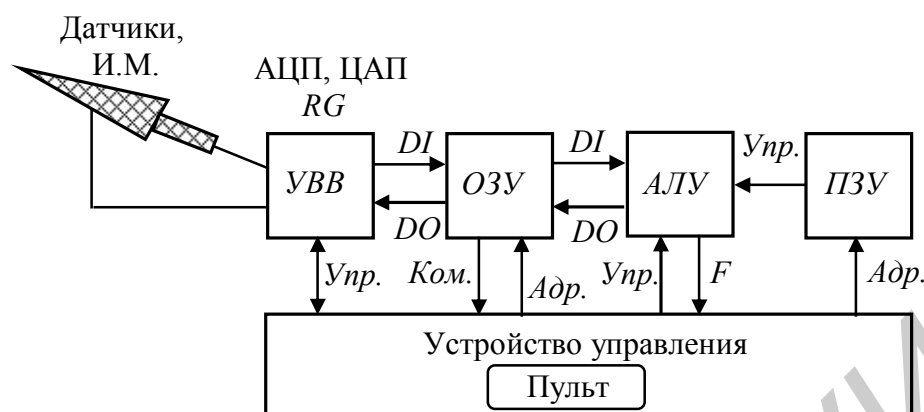 Датчики,
И.М.
АЦП, ЦАП
RG
УВВ
DI
DO
ОЗУ
DI
DO
АЛУ
Упр.
ПЗУ
Упр.
Ком.
Адр.
Упр.
F
Адр.
Устройство управления
Пульт